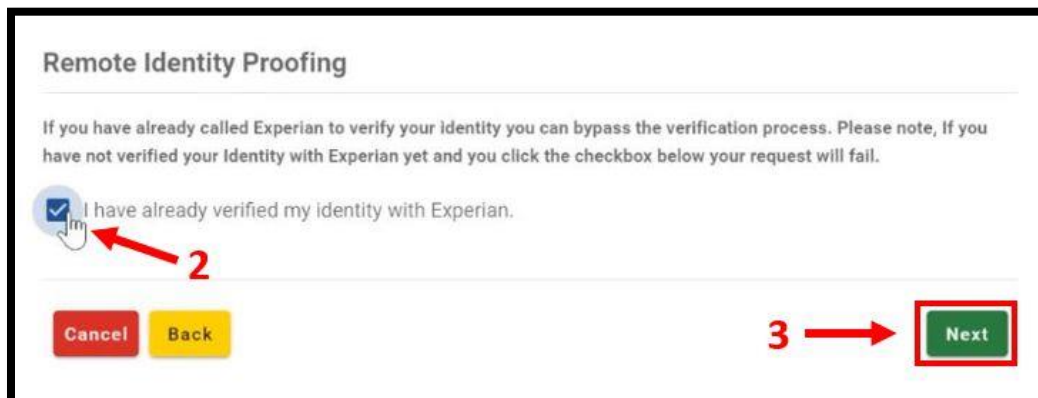 Remote Identity Proofing
If you have already called Experian to verify your identity you can bypass the verification process. Please note, If you
have not verified your Identity with Experian yet and you click the checkbox below your request will fail.
I have already verified my identity with Experian.
2
Cancel Back 3 Next